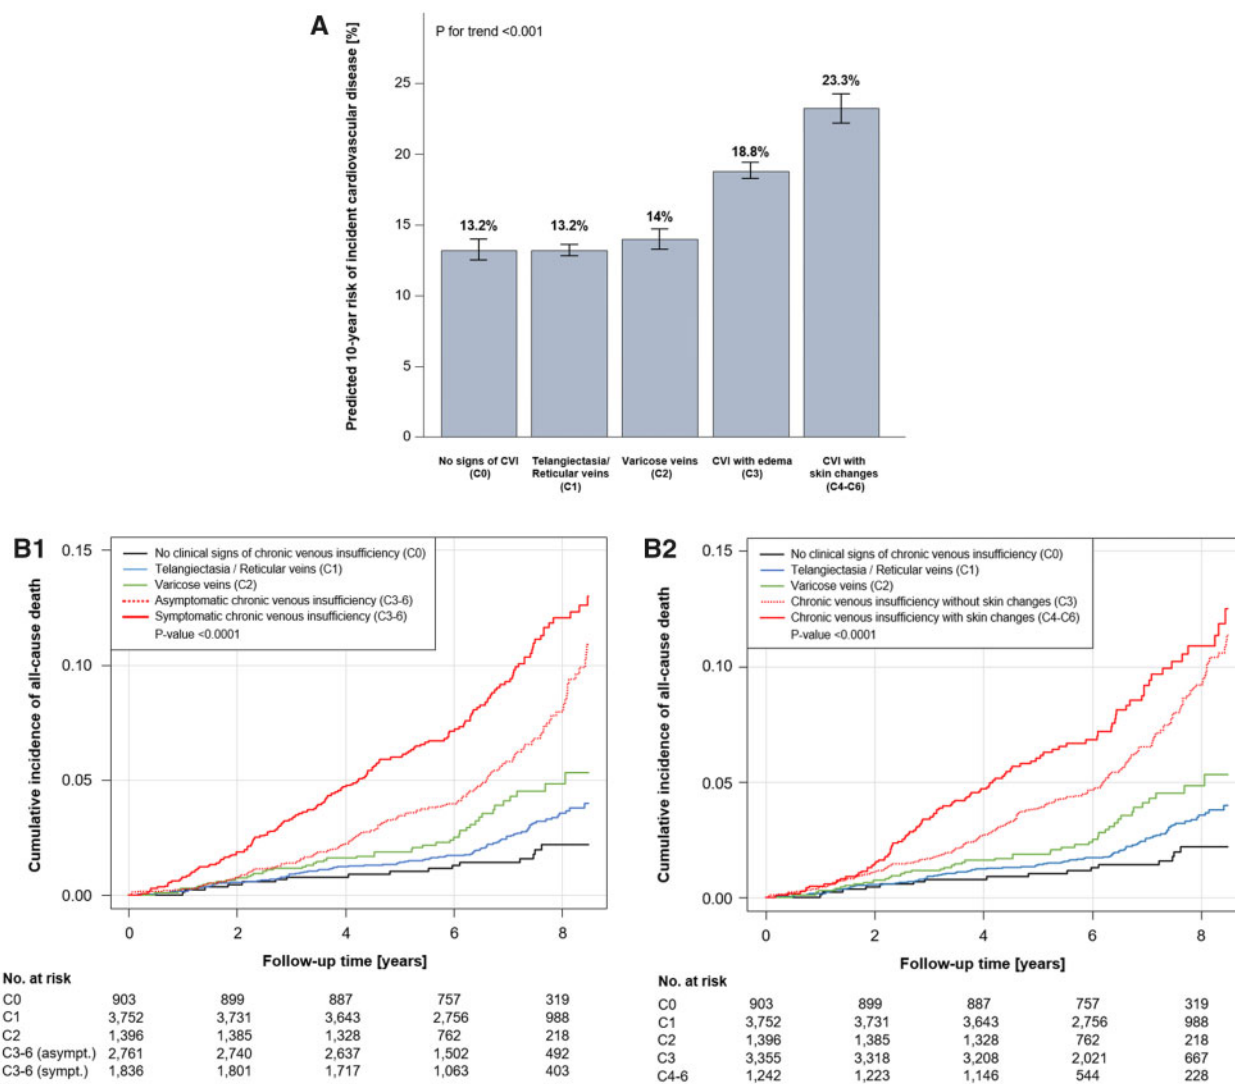 A
P for trend <0.001
Predicted 10-year risk of incident cardiovascular disease [%]
25
20
15
10
5
0
13.2%
13.2%
14%
18.8%
23.3%
No signs of CVI
(C0)
Telangiectasia/
Reticular veins
(C1)
Varicose veins
(C2)
CVI with edema
(C3)
CVI with
skin changes
(C4-C6)
B1
No clinical signs of chronic venous insufficiency (C0)
Telangiectasia / Reticular veins (C1)
Varicose veins (C2)
Asymptomatic chronic venous insufficiency (C3-6)
Symptomatic chronic venous insufficiency (C3-6)
P-value <0.0001
Cumulative incidence of all-cause death
0.15
0.10
0.05
0.00
0 2 4 6 8
Follow-up time [years]
No. at risk
C0 903 899 887 757 319
C1 3,752 3,731 3,643 2,756 988
C2 1,396 1,385 1,328 762 218
C3-6 (asympt.) 2,761 2,740 2,637 1,502 492
C3-6 (sympt.) 1,836 1,801 1,717 1,063 403
B2
No clinical signs of chronic venous insufficiency (C0)
Telangiectasia / Reticular veins (C1)
Varicose veins (C2)
Chronic venous insufficiency without skin changes (C3)
Chronic venous insufficiency with skin changes (C4-C6)
P-value <0.0001
Cumulative incidence of all-cause death
0.15
0.10
0.05
0.00
0 2 4 6 8
Follow-up time [years]
No. at risk
C0 903 899 887 757 319
C1 3,752 3,731 3,643 2,756 988
C2 1,396 1,385 1,328 762 218
C3 3,355 3,318 3,208 2,021 667
C4-6 1,242 1,223 1,146 544 228